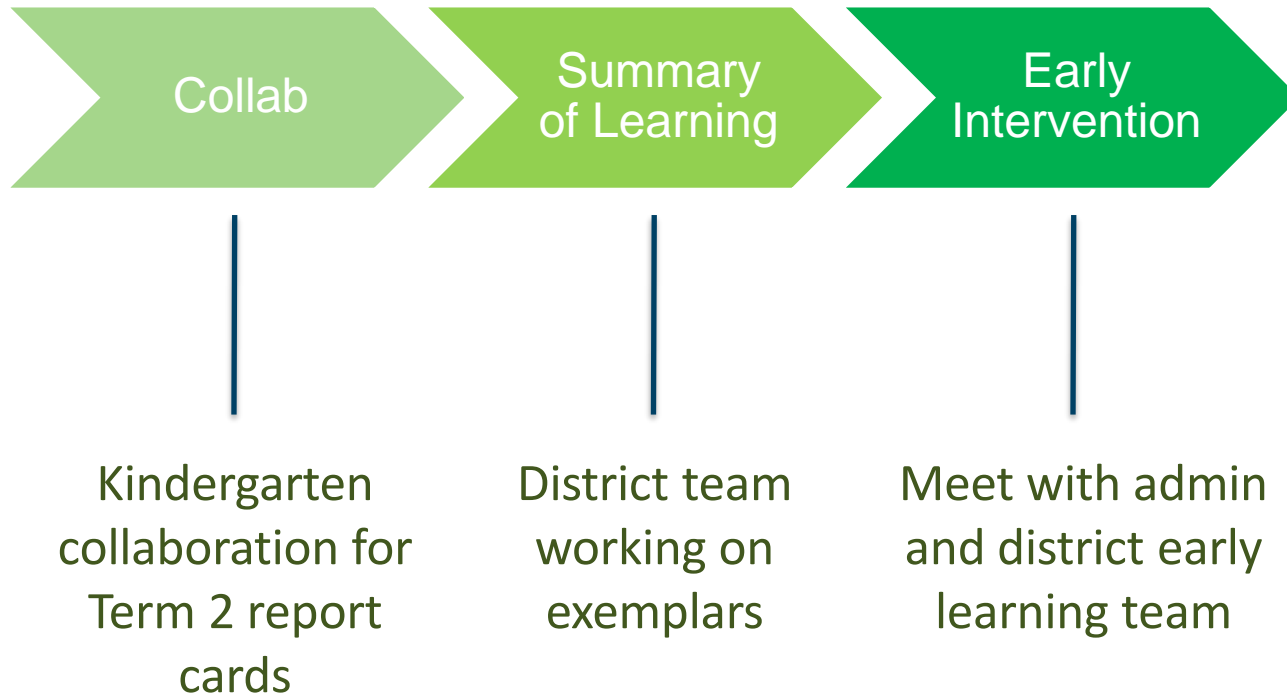 Collab
Summary
of Learning
Early
Intervention
Kindergarten
collaboration for
Term 2 report
cards
District team
working on
exemplars
Meet with admin
and district early
learning team